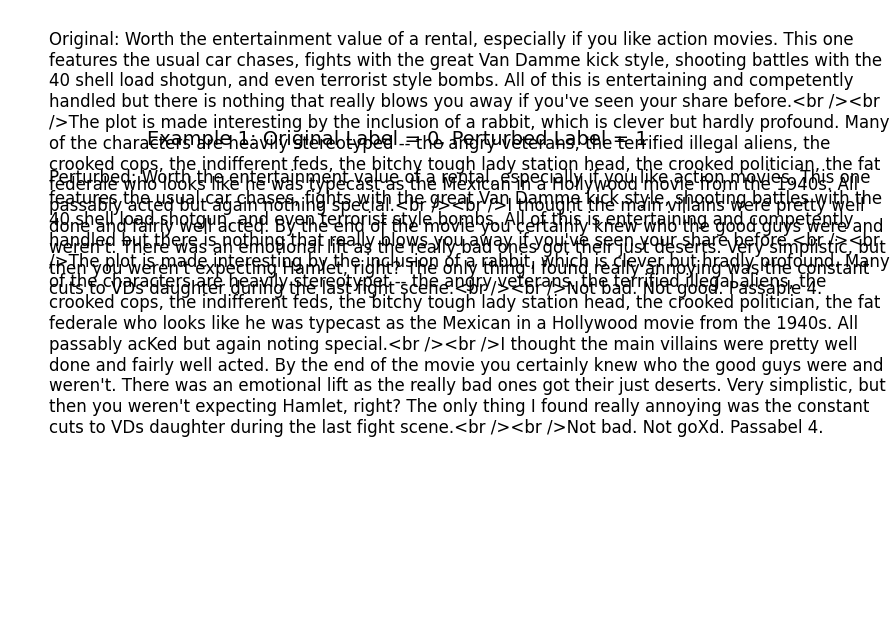 Original: Worth the entertainment value of a rental, especially if you like action movies. This one
features the usual car chases, fights with the great Van Damme kick style, shooting battles with the
40 shell load shotgun, and even terrorist style bombs. All of this is entertaining and competently
handled but there is nothing that really blows you away if you've seen your share before.<br /><br
/>The plot is made interesting by the inclusion of a rabbit, which is clever but hardly profound. Many
of the characters are heavily stereotyped -- the angry veterans, the terrified illegal aliens, the
crooked cops, the indifferent feds, the bitchy tough lady station head, the crooked politician, the fat
federale who looks like he was typecast as the Mexican in a Hollywood movie from the 1940s. All
passably acted but again nothing special.<br /><br />I thought the main villains were pretty well
done and fairly well acted. By the end of the movie you certainly knew who the good guys were and
weren't. There was an emotional lift as the really bad ones got their just deserts. Very simplistic, but
then you weren't expecting Hamlet, right? The only thing I found really annoying was the constant
cuts to VDs daughter during the last fight scene.<br /><br />Not bad. Not good. Passable 4.
Example 1: Original Label = 0, Perturbed Label = 1
Perturbed: Worth the entertainment value of a rental, especially if you like action movies. This one
features the usual car chases, fights with the great Van Damme kick style, shooting battles with the
40 shell load shotgun, and even terrorist style bombs. All of this is entertaining and competently
handled but there is nothing that really blows you away if you've seen your share before.<br /><br
/>The plot is made interesting by the inclusion of a rabbit, which is clever but hradly profound. Many
of the characters are heavily stereotypet -- the angry veterans, the terrified illegal aliens, the
crooked cops, the indifferent feds, the bitchy tough lady station head, the crooked politician, the fat
federale who looks like he was typecast as the Mexican in a Hollywood movie from the 1940s. All
passably acKed but again noting special.<br /><br />I thought the main villains were pretty well
done and fairly well acted. By the end of the movie you certainly knew who the good guys were and
weren't. There was an emotional lift as the really bad ones got their just deserts. Very simplistic, but
then you weren't expecting Hamlet, right? The only thing I found really annoying was the constant
cuts to VDs daughter during the last fight scene.<br /><br />Not bad. Not goXd. Passabel 4.